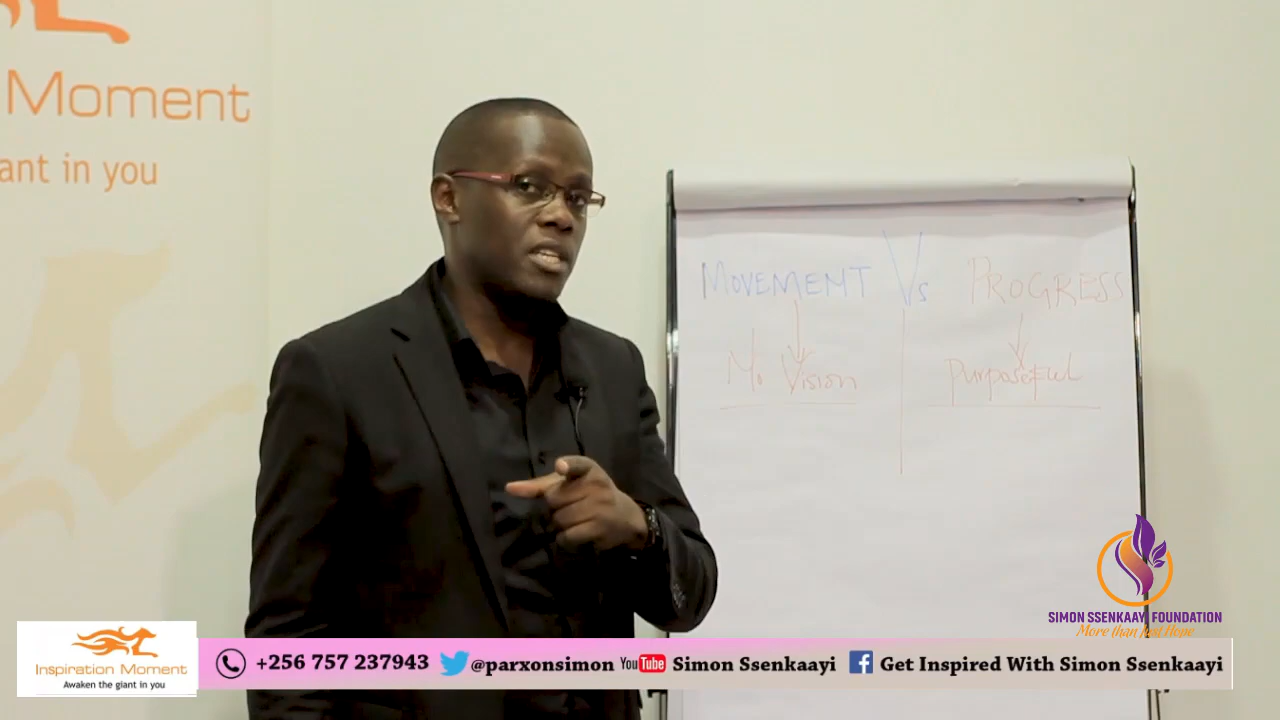 Moment
ant in you
MOVEMENT Vs PROGRESS
No Vision
Purposeful
SIMON SSENKAAYI FOUNDATION
More than Just Hope
Inspiration Moment
Awaken the giant in you
+256 757 237943 @parxonsimon YouTube Simon Ssenkaayi f Get Inspired With Simon Ssenkaayi